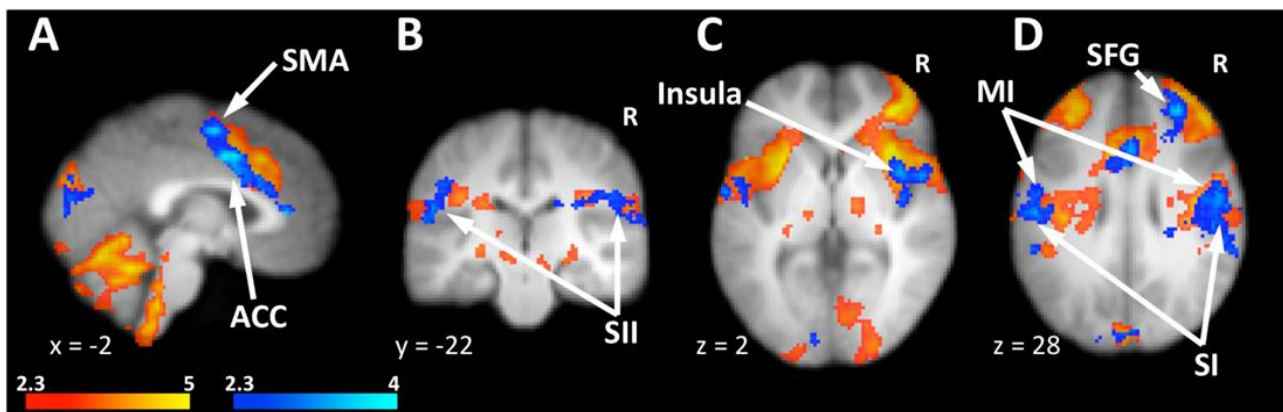 A
SMA
ACC
x = -2
2.3 5
2.3 4
B
R
SII
y = -22
C
R
Insula
z = 2
D
R
SFG
MI
SI
z = 28